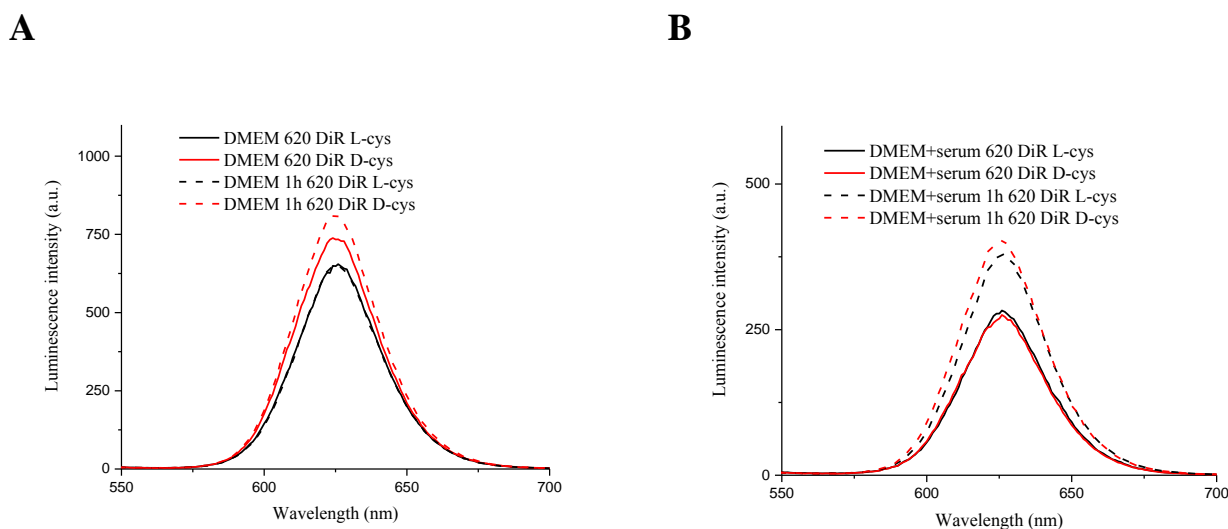 A
B
DMEM 620 DiR L-cys
DMEM 620 DiR D-cys
DMEM 1h 620 DiR L-cys
DMEM 1h 620 DiR D-cys
1000
750
500
250
0
550
600
650
700
Luminescence intensity (a.u.)
Wavelength (nm)
DMEM+serum 620 DiR L-cys
DMEM+serum 620 DiR D-cys
DMEM+serum 1h 620 DiR L-cys
DMEM+serum 1h 620 DiR D-cys
500
250
0
550
600
650
700
Luminescence intensity (a.u.)
Wavelength (nm)